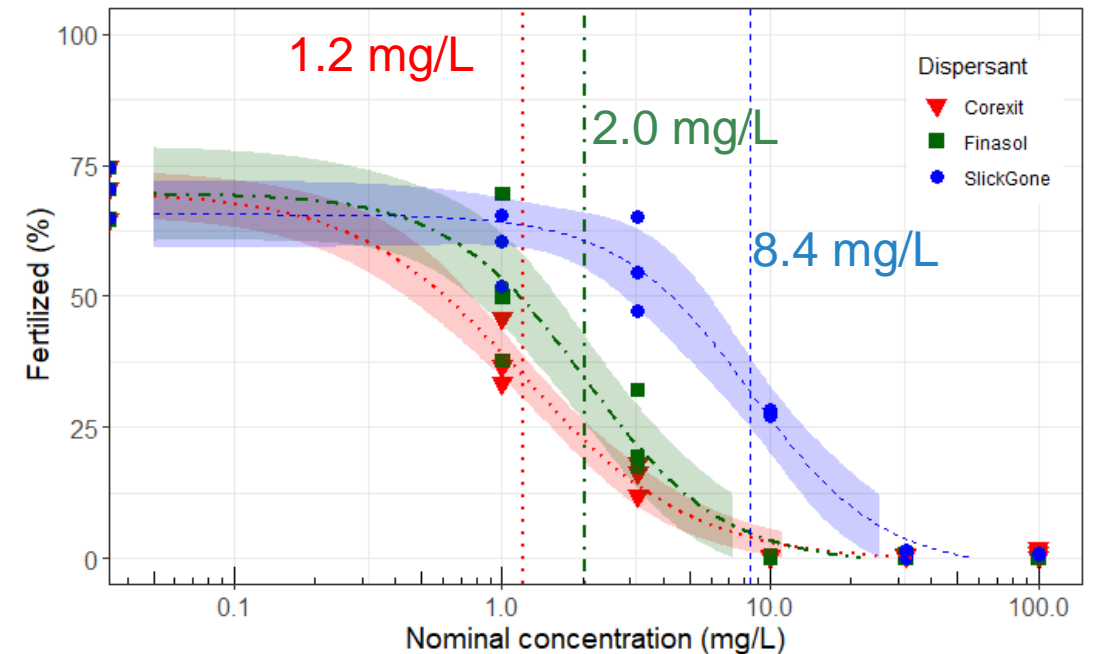 100
1.2 mg/L
Dispersant
Corexit
Finasol
SlickGone
2.0 mg/L
75
8.4 mg/L
50
25
0
Fertilized (%)
0.1
1.0
10.0
100.0
Nominal concentration (mg/L)